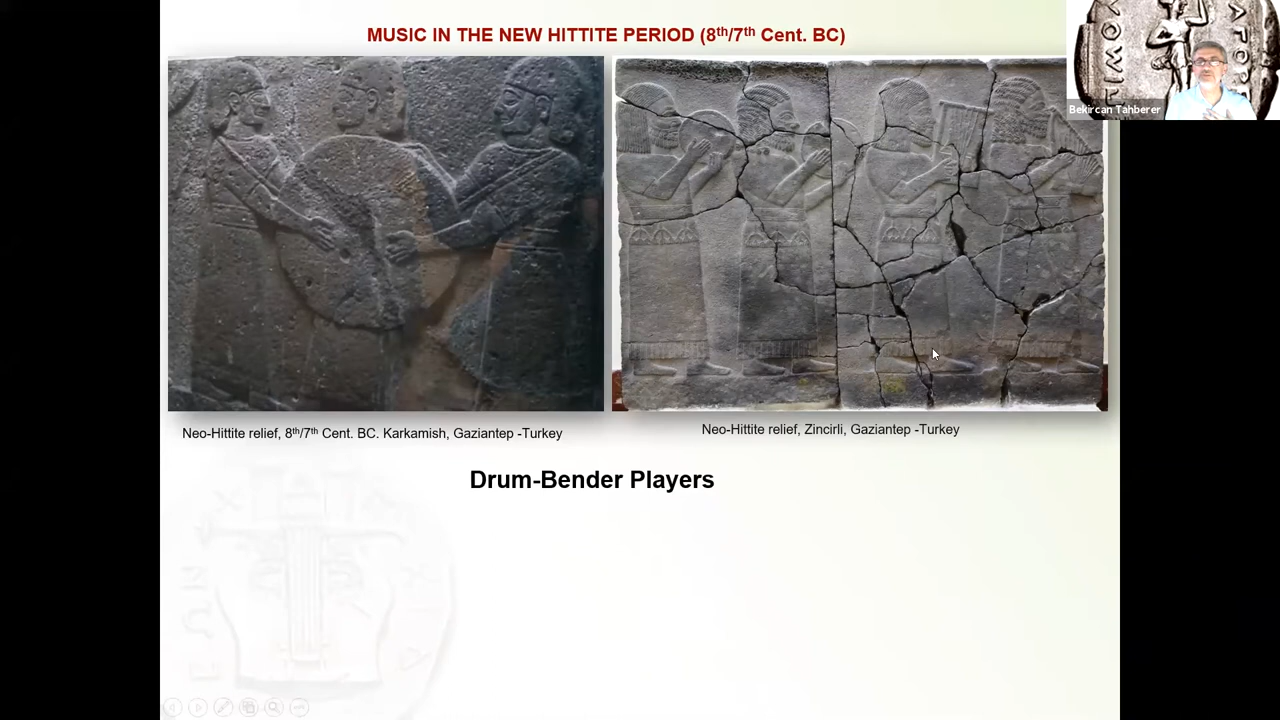 MUSIC IN THE NEW HITTITE PERIOD (8th/7th Cent. BC)
Bekircan Tahberer
Neo-Hittite relief, 8th/7th Cent. BC. Karkamish, Gaziantep -Turkey
Neo-Hittite relief, Zincirli, Gaziantep -Turkey
Drum-Bender Players